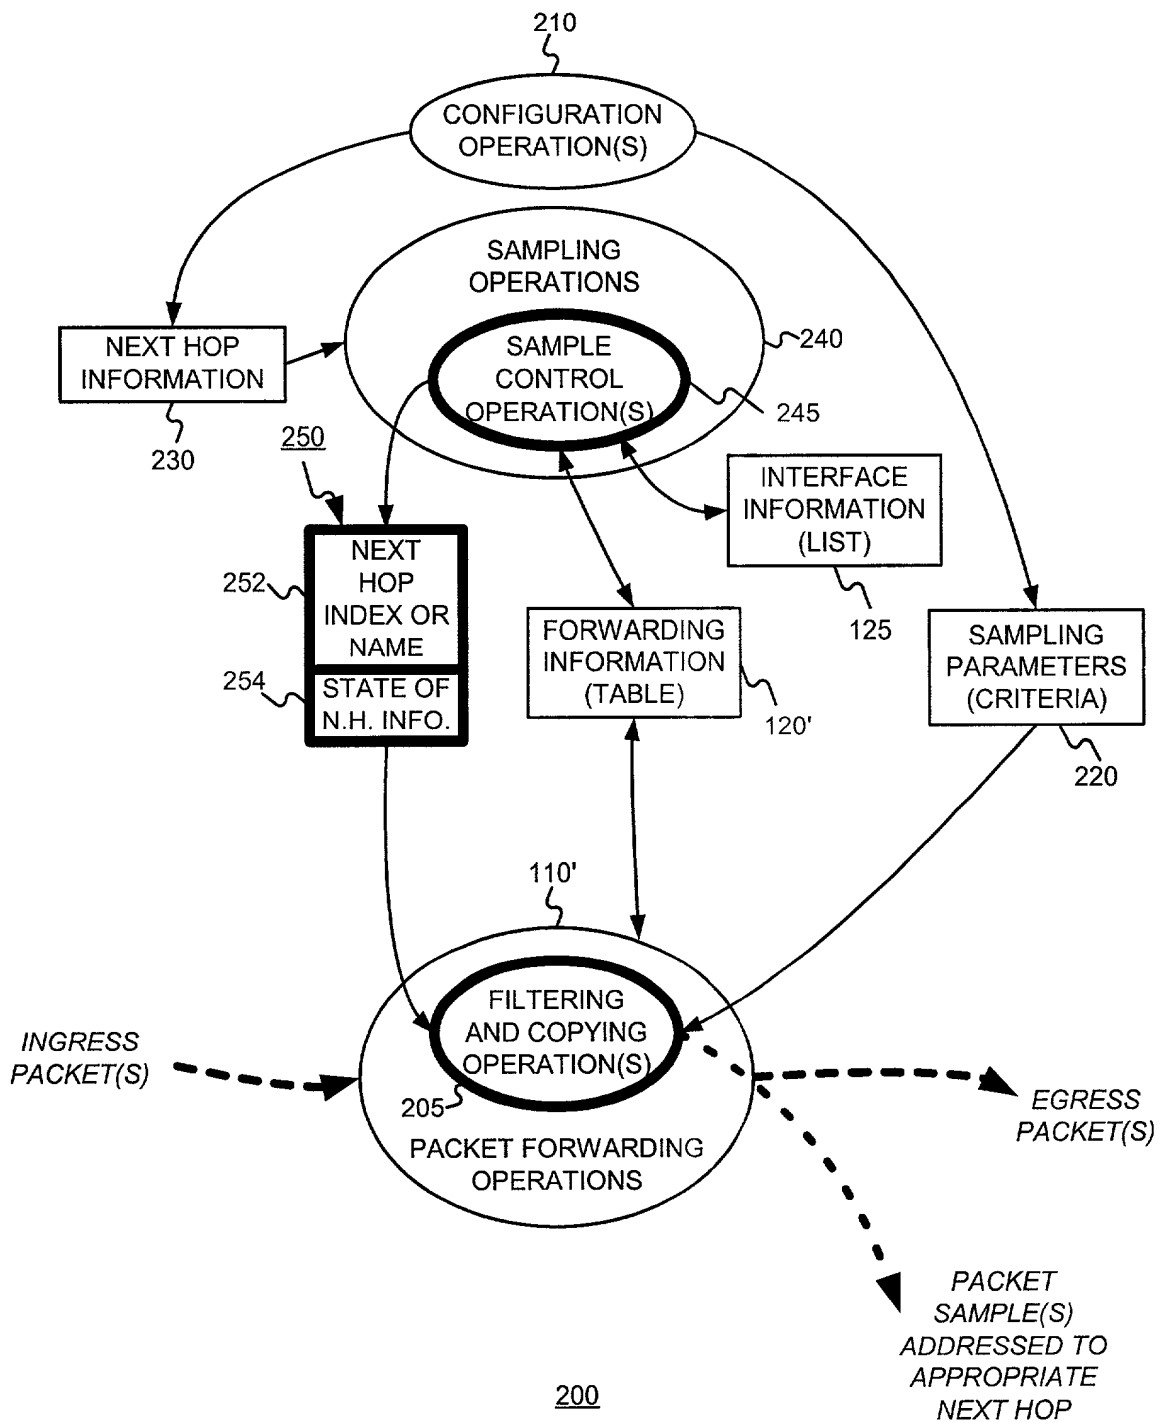 210
CONFIGURATION
OPERATION(S)
SAMPLING
OPERATIONS
240
NEXT HOP
INFORMATION
230
SAMPLE
CONTROL
OPERATION(S)
245
250
INTERFACE
INFORMATION
(LIST)
125
NEXT
HOP
INDEX OR
NAME
252
254
STATE OF
N.H. INFO.
FORWARDING
INFORMATION
(TABLE)
120'
SAMPLING
PARAMETERS
(CRITERIA)
220
110'
FILTERING
AND COPYING
OPERATION(S)
205
PACKET FORWARDING
OPERATIONS
INGRESS
PACKET(S)
EGRESS
PACKET(S)
PACKET
SAMPLE(S)
ADDRESSED TO
APPROPRIATE
NEXT HOP
200